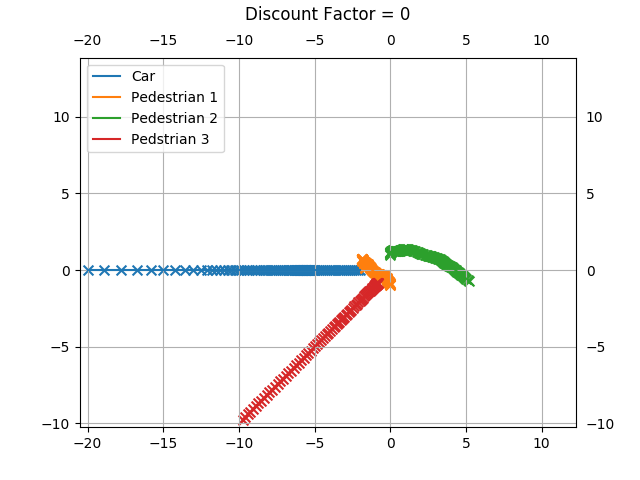 Discount Factor = 0
−20 −15 −10 −5 0 5 10
Car
Pedestrian 1
Pedestrian 2
Pedstrian 3
10 10
5 5
0 0
−5 −5
−10 −10
−20 −15 −10 −5 0 5 10